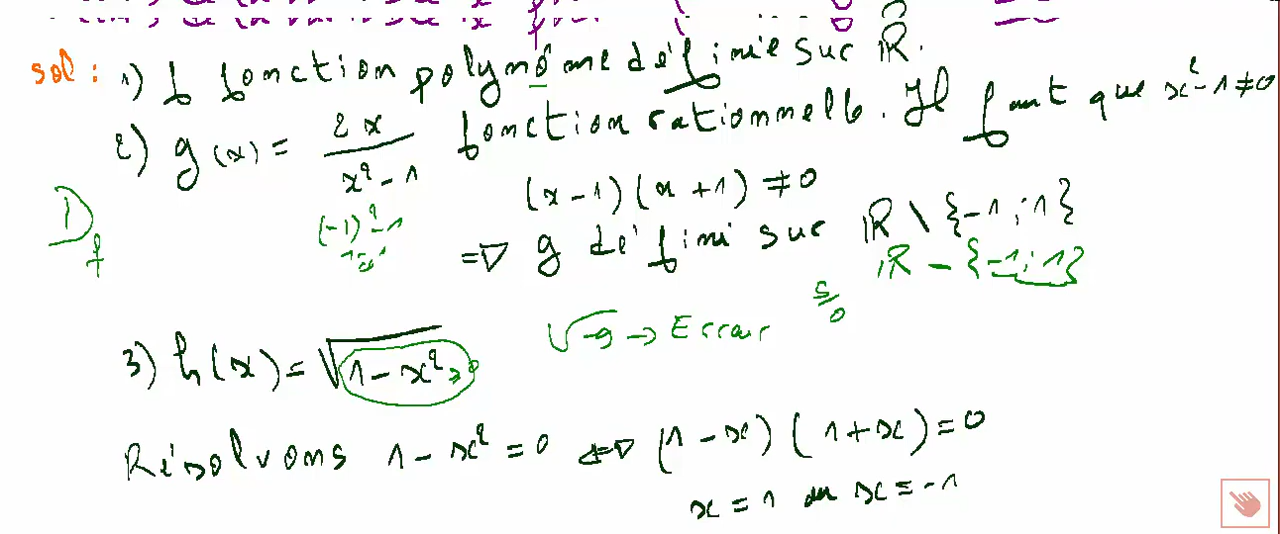 sol : 1) f fonction polynôme définie sur ℝ.
2) g(x) = 2x / x² - 1 fonction rationnelle. Il faut que x² - 1 ≠ 0
(x - 1)(x + 1) ≠ 0
D_f
(-1)² - 1
=> g défini sur ℝ \ {-1 ; 1}
ℝ - {-1 ; 1}
5/0
√-9 → Error
3) h(x) = √1 - x² ≥ 0
Résolvons 1 - x² = 0 <=> (1 - x)(1 + x) = 0
x = 1 ou x = -1